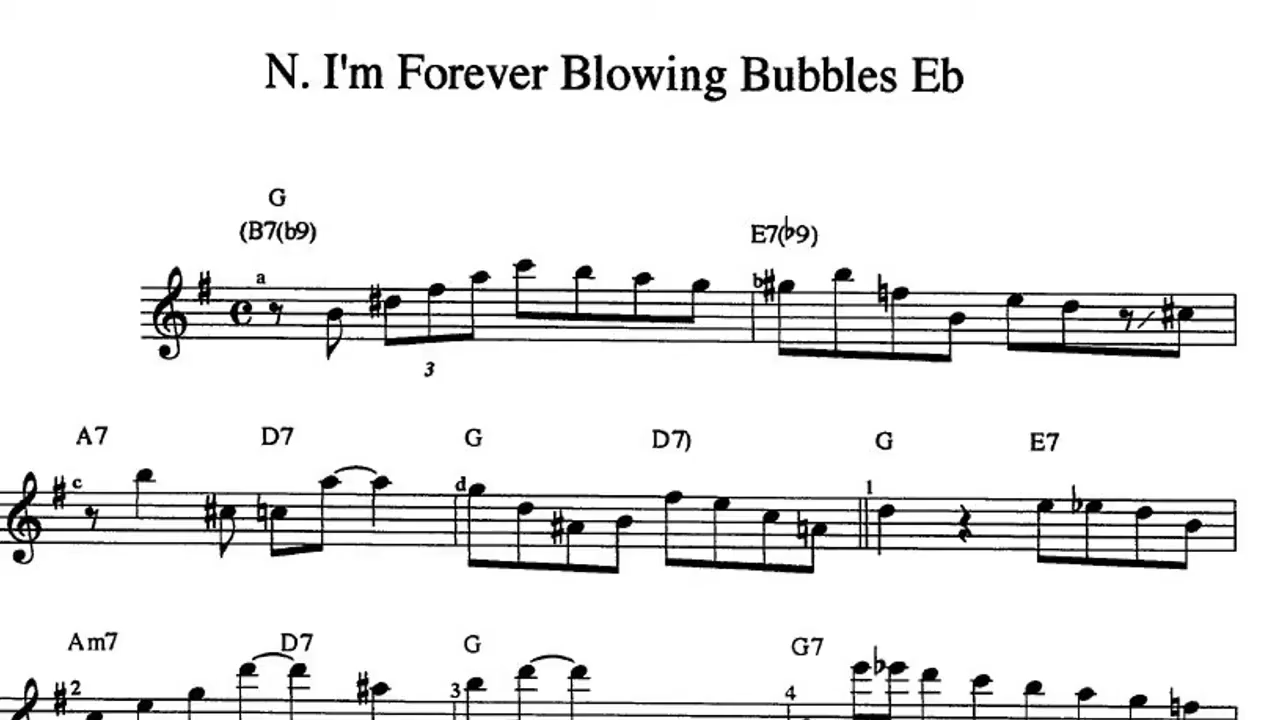 N. I'm Forever Blowing Bubbles Eb
G
(B7(b9) E7(b9)
a b
3
A7 D7 G D7) G E7
c d 1
Am7 D7 G G7
2 3 4